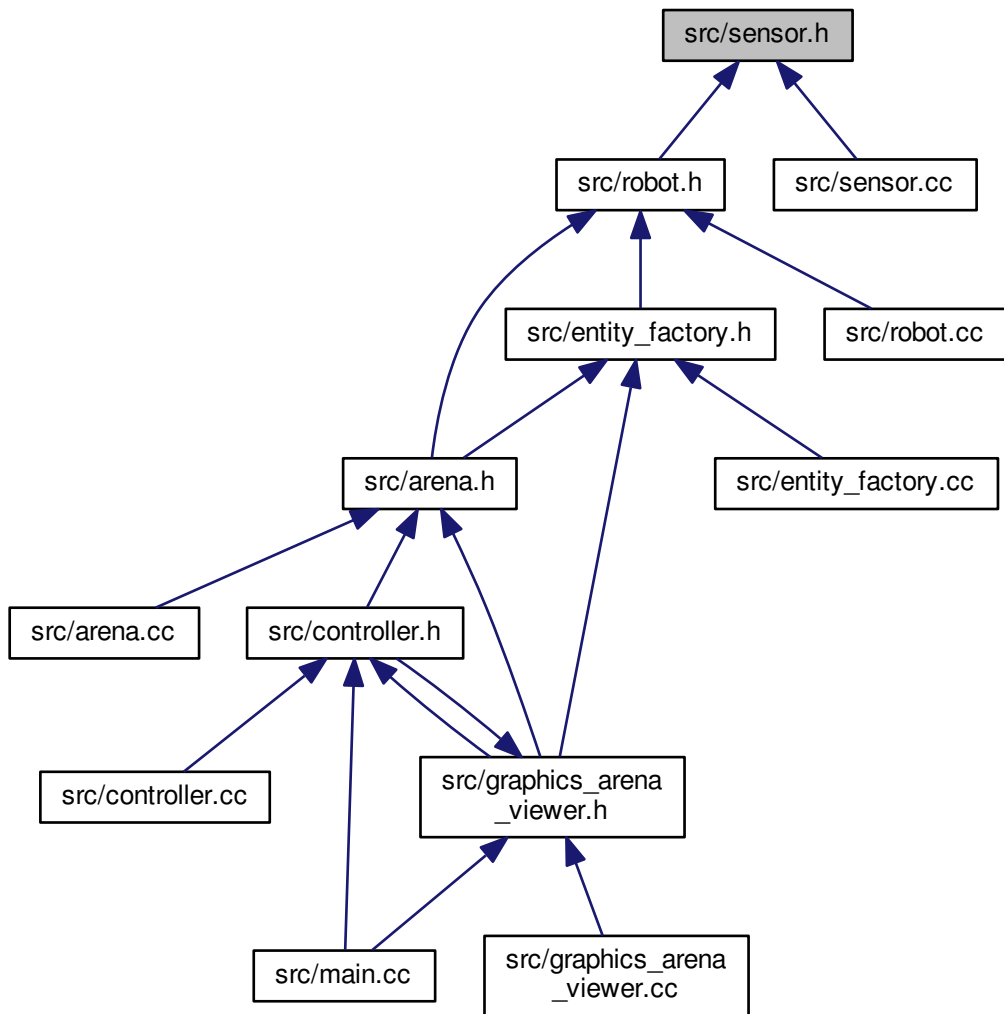 src/sensor.h
src/robot.h
src/sensor.cc
src/entity_factory.h
src/robot.cc
src/arena.h
src/entity_factory.cc
src/arena.cc
src/controller.h
src/controller.cc
src/graphics_arena
_viewer.h
src/main.cc
src/graphics_arena
_viewer.cc